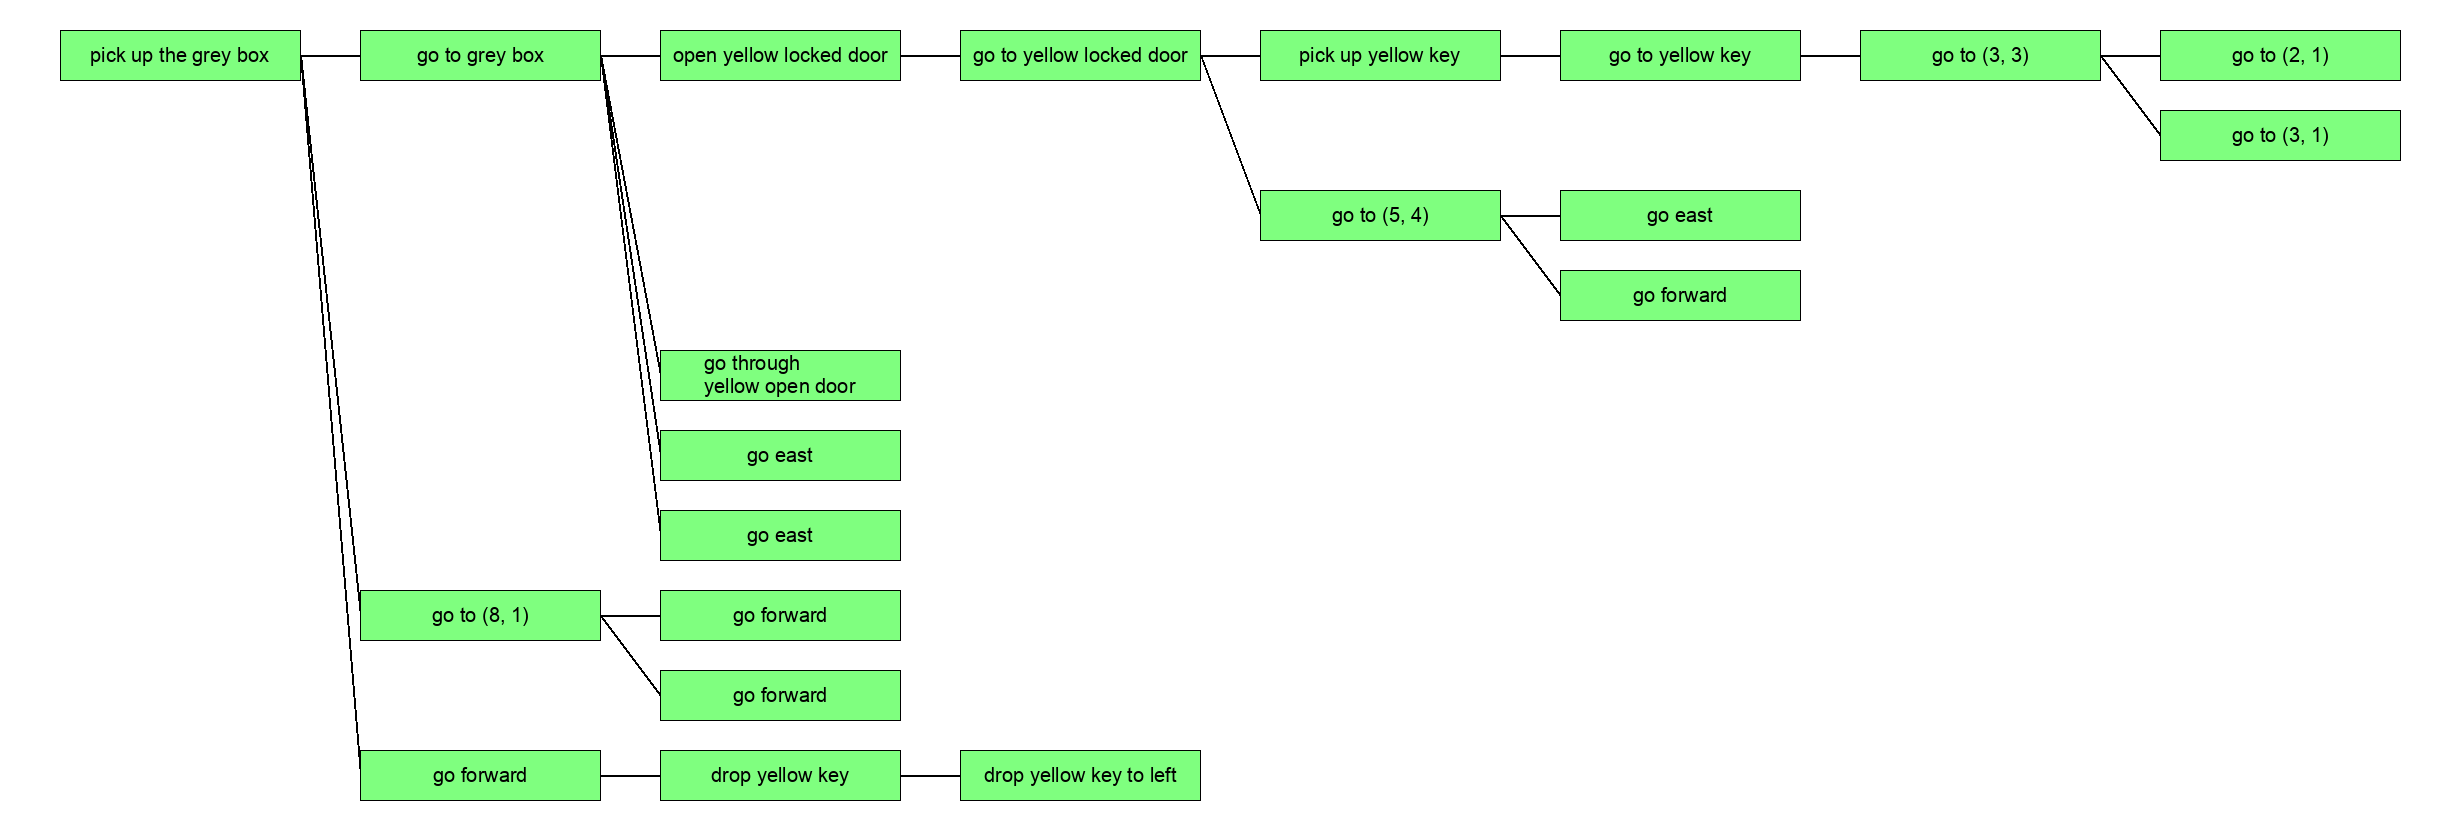 pick up the grey box
go to grey box
open yellow locked door
go to yellow locked door
pick up yellow key
go to yellow key
go to (3, 3)
go to (2, 1)
go to (3, 1)
go to (5, 4)
go east
go forward
go through
yellow open door
go east
go east
go to (8, 1)
go forward
go forward
go forward
drop yellow key
drop yellow key to left